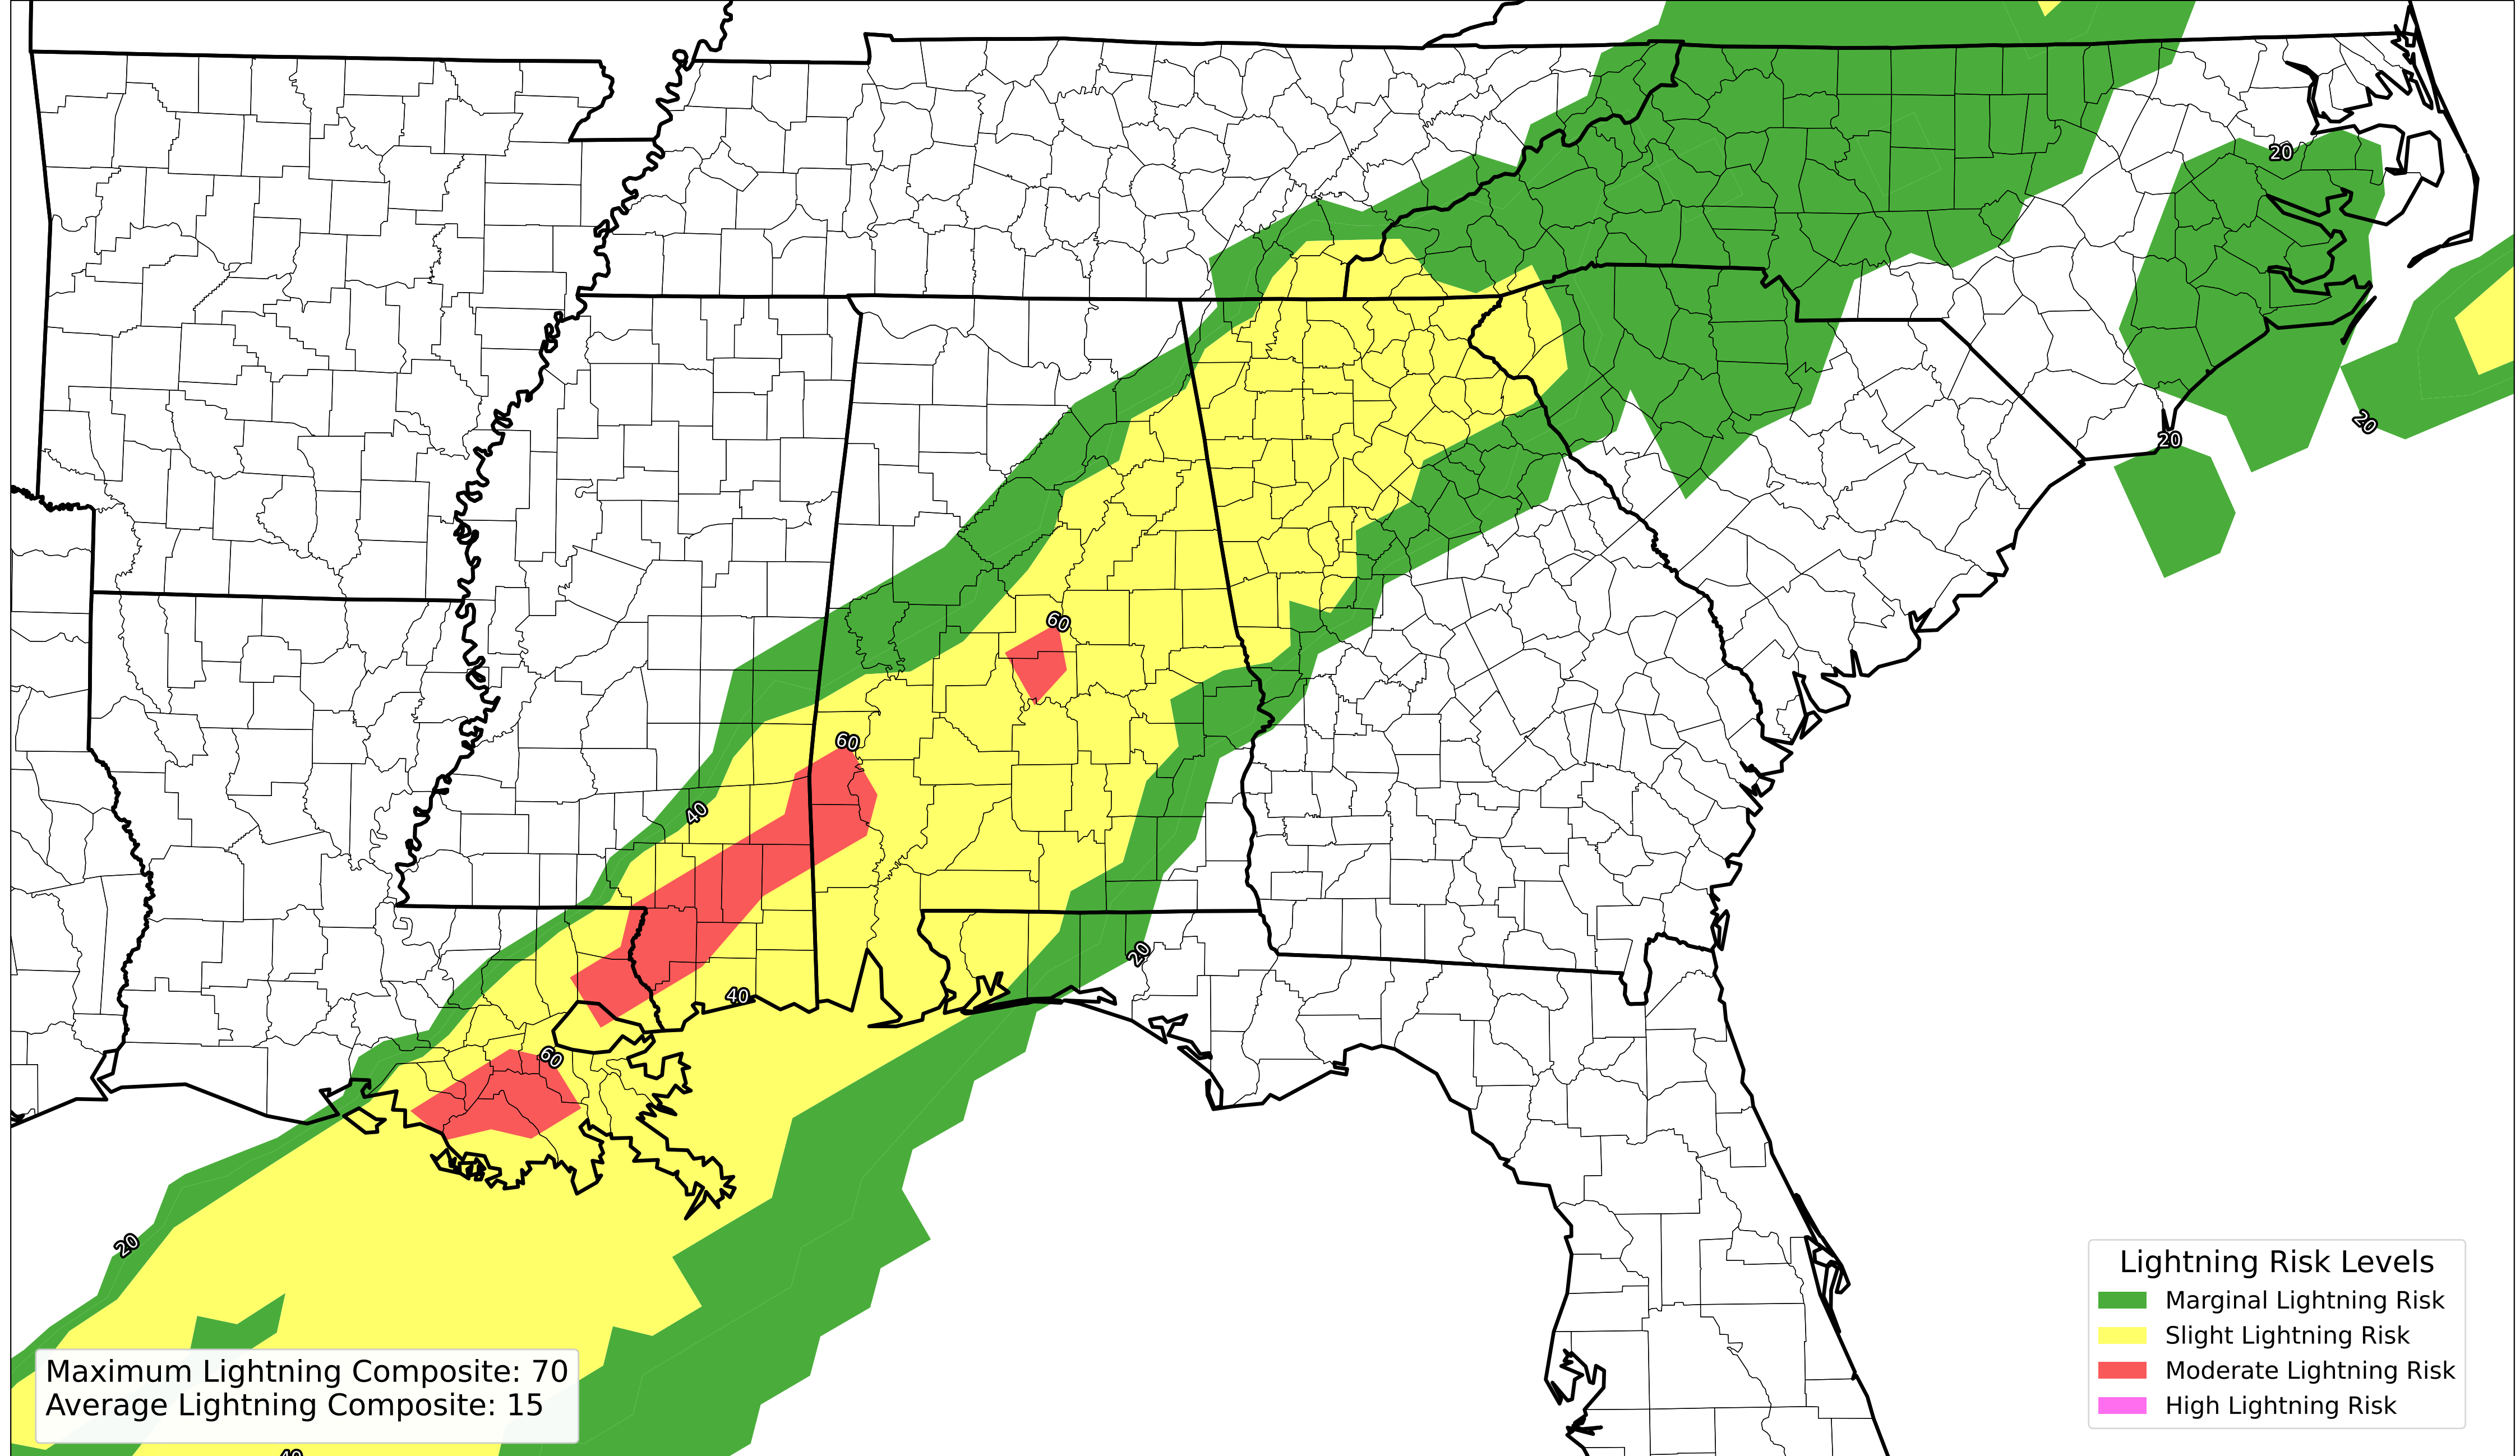 20
20
20
60
60
40
20
40
60
20
Lightning Risk Levels
Marginal Lightning Risk
Slight Lightning Risk
Moderate Lightning Risk
High Lightning Risk
Maximum Lightning Composite: 70
Average Lightning Composite: 15
40